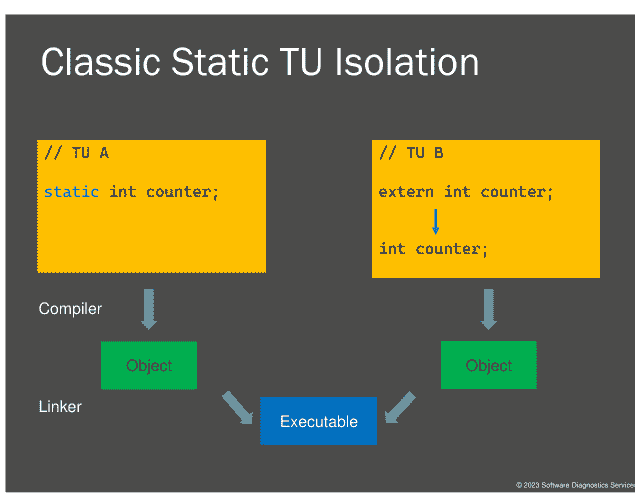 Classic Static TU Isolation
// TU A
static int counter;
// TU B
extern int counter;
int counter;
Compiler
Object
Object
Linker
Executable
© 2023 Software Diagnostics Services